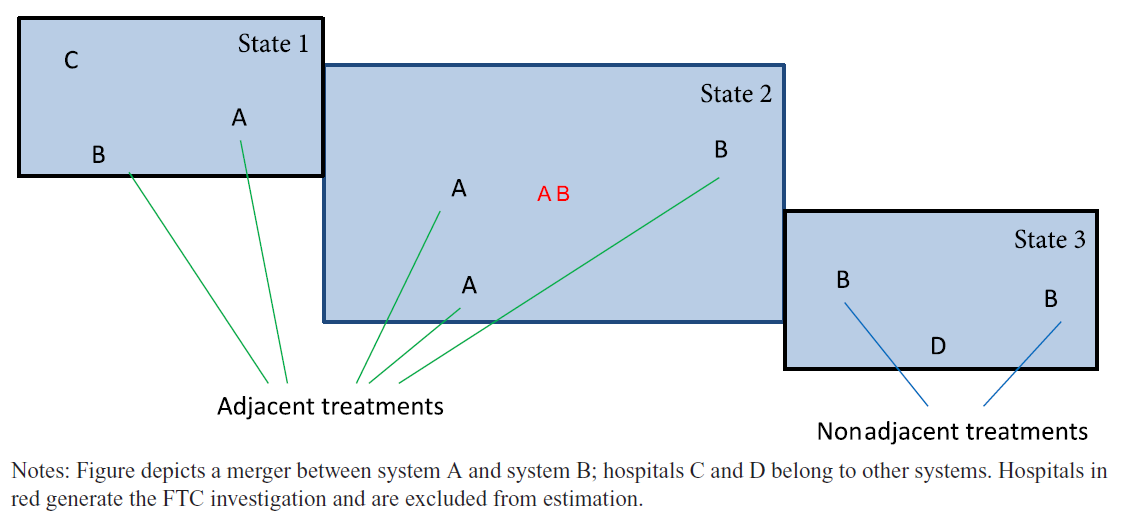 State 1
C
A
B
State 2
B
A
A B
A
State 3
B
B
D
Adjacent treatments
Nonadjacent treatments
Notes: Figure depicts a merger between system A and system B; hospitals C and D belong to other systems. Hospitals in
red generate the FTC investigation and are excluded from estimation.